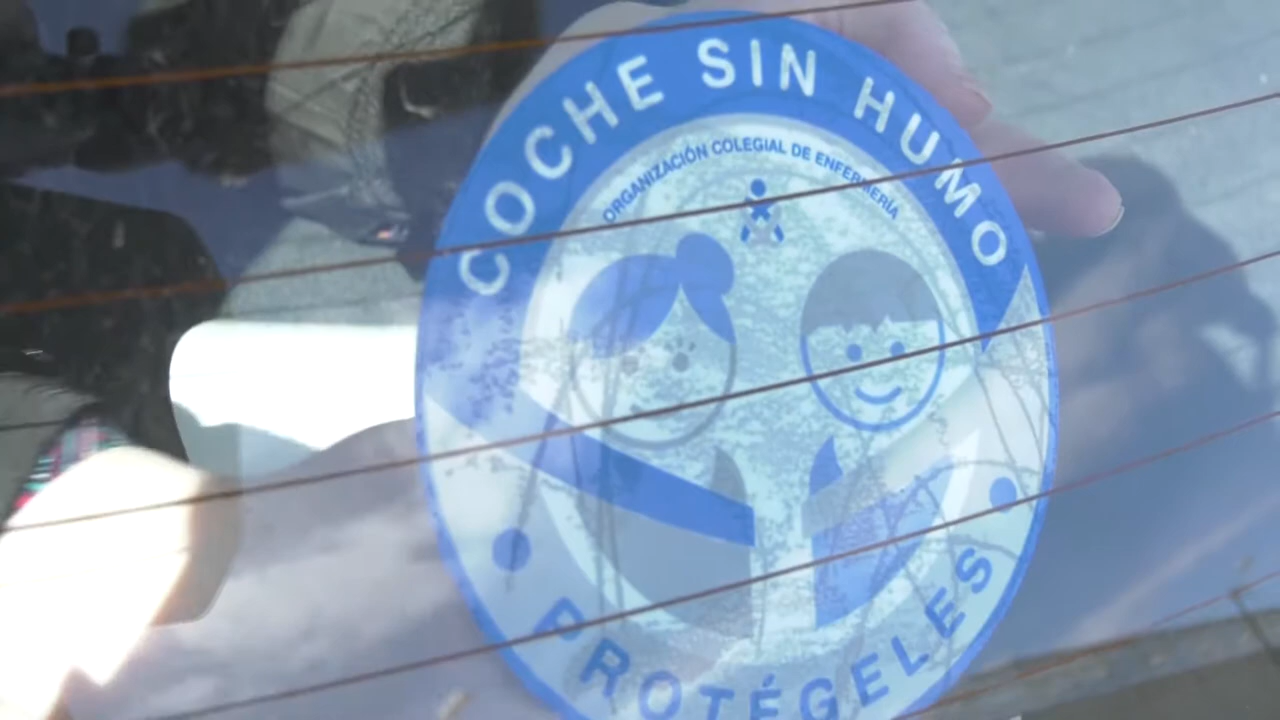 COCHE SIN HUMO
ORGANIZACIÓN COLEGIAL DE ENFERMERÍA
PROTÉGELES